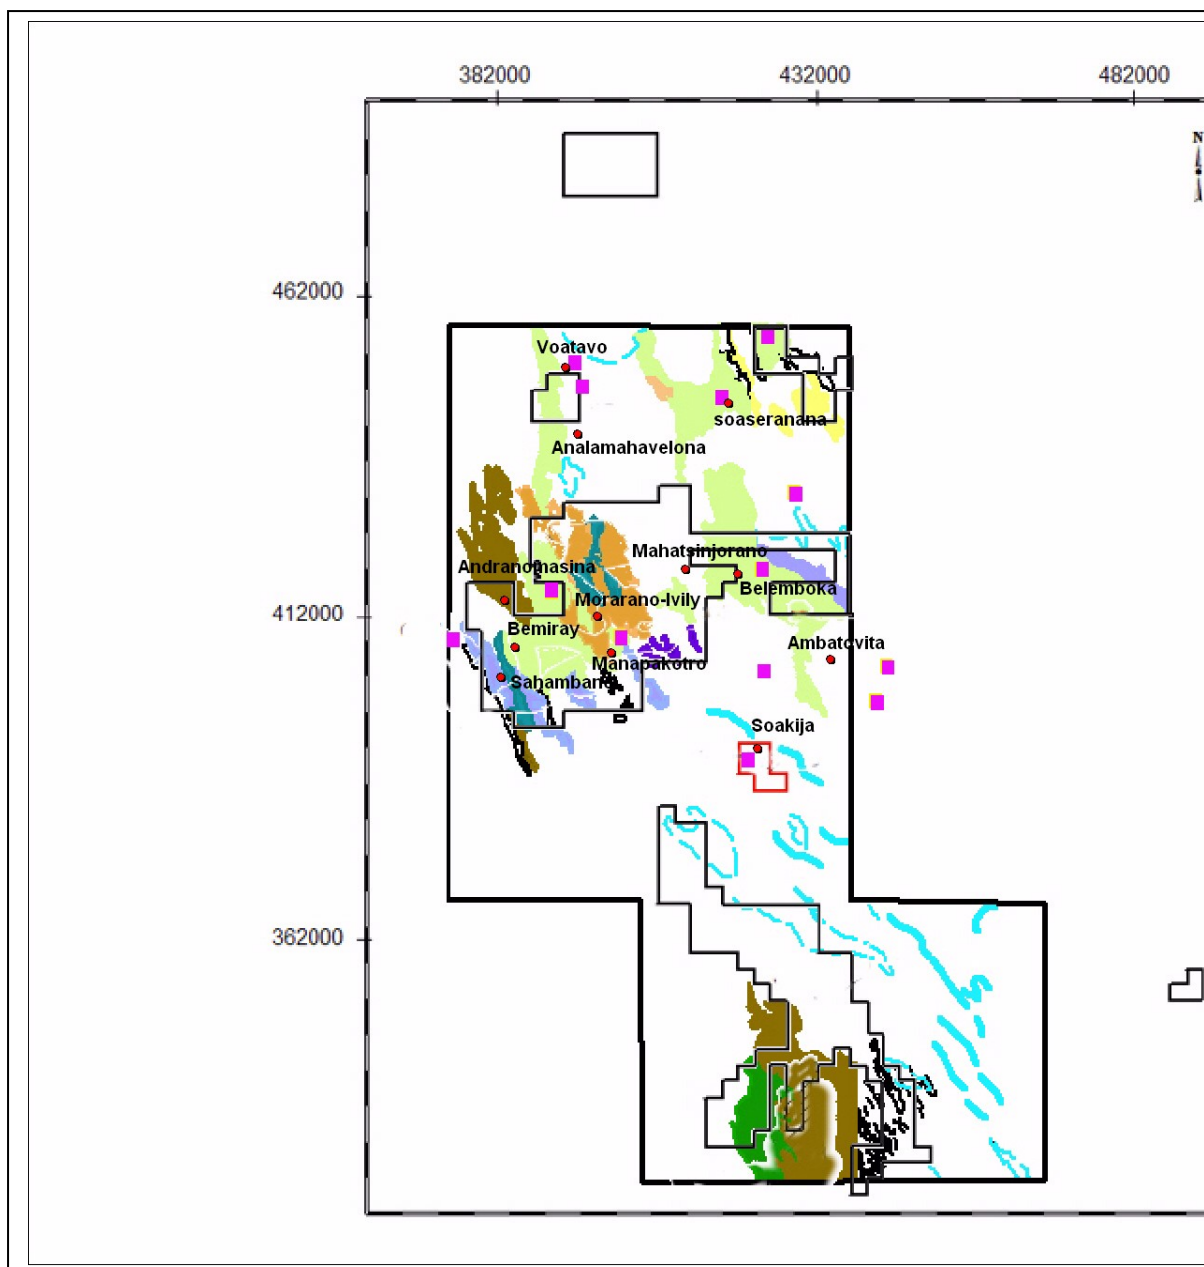 382000 432000 482000
N
462000
Voatavo
soaseranana
Analamahavelona
Mahatsinjorano
Andranomasina
Belemboka
Morarano-Ivily
412000
Bemiray
Ambatovita
Manapakotro
Sahambano
Soakija
362000